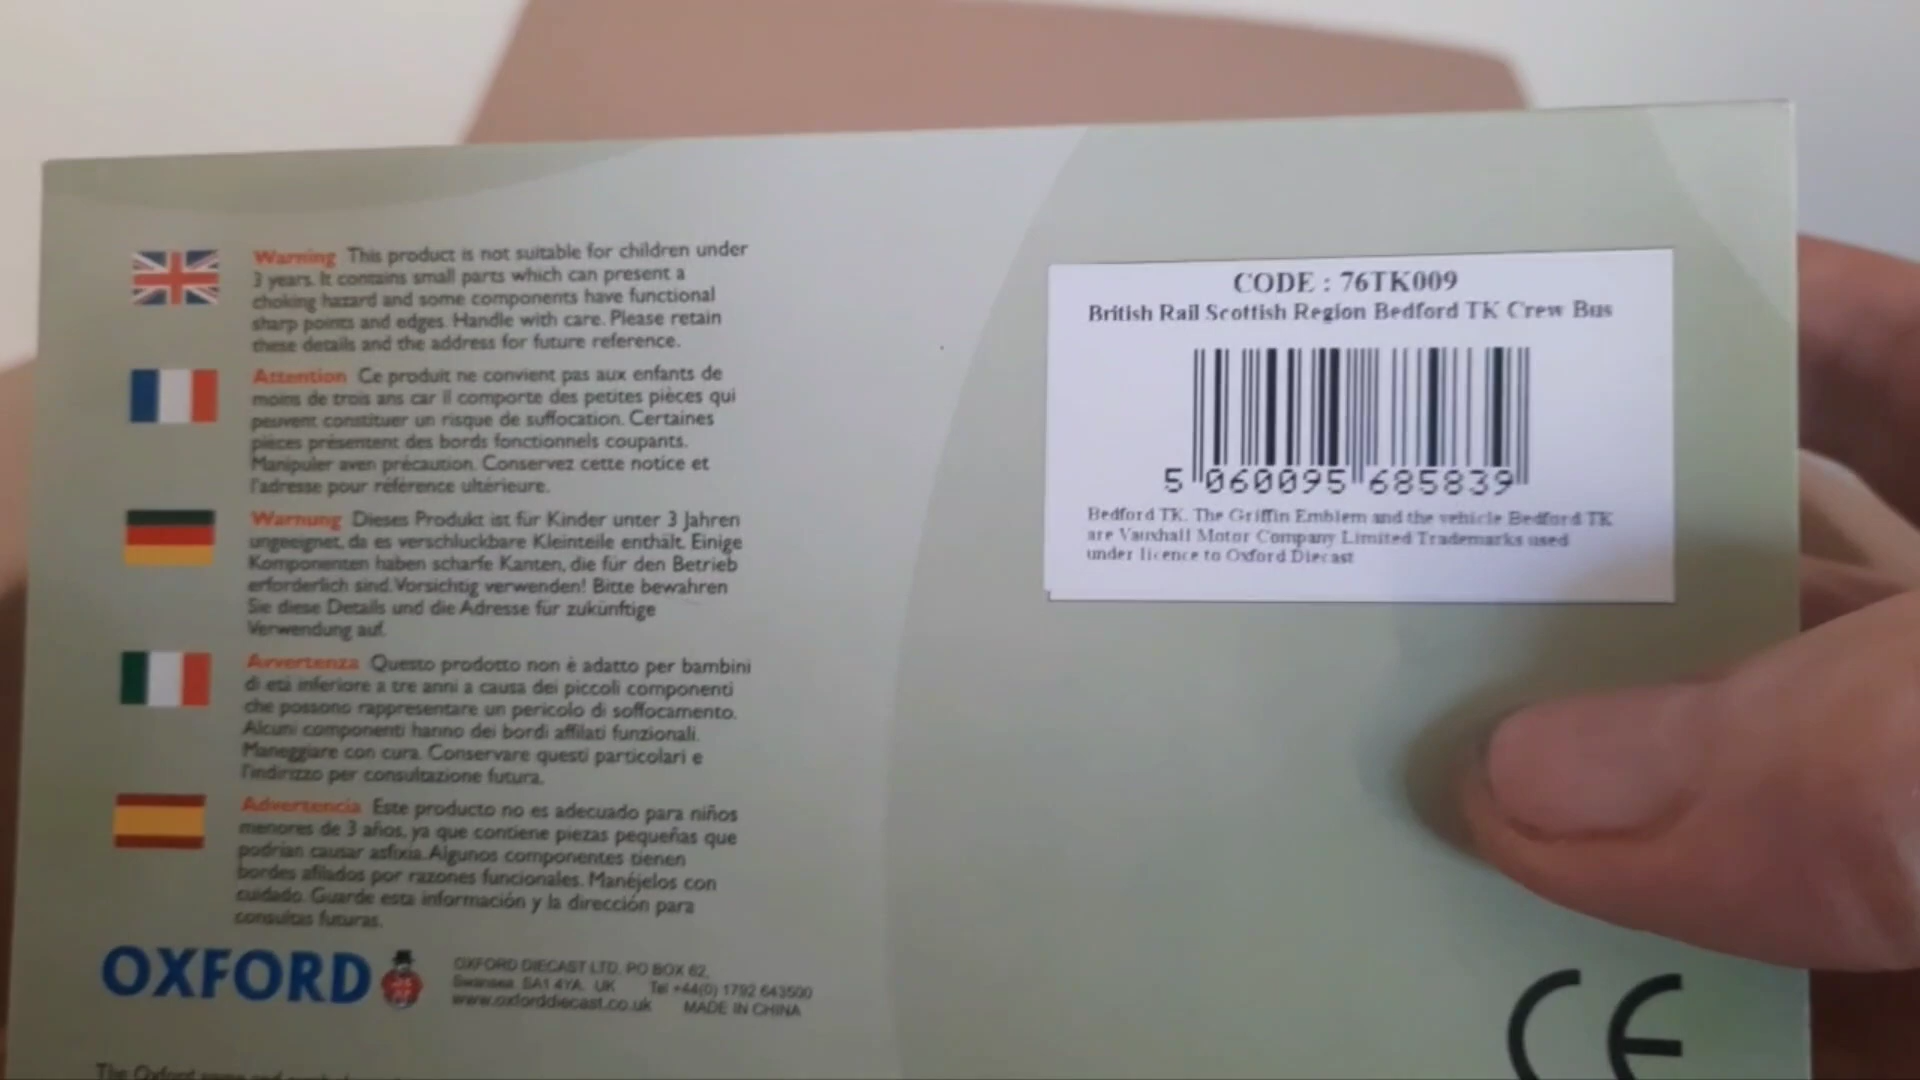 Warning This product is not suitable for children under
3 years. It contains small parts which can present a
choking hazard and some components have functional
sharp points and edges. Handle with care. Please retain
these details and the address for future reference.
Attention Ce produit ne convient pas aux enfants de
moins de trois ans car il comporte des petites pièces qui
peuvent constituer un risque de suffocation. Certaines
pièces présentent des bords fonctionnels coupants.
Manipuler aven précaution. Conservez cette notice et
l'adresse pour référence ultérieure.
Warnung Dieses Produkt ist für Kinder unter 3 Jahren
ungeeignet, da es verschluckbare Kleinteile enthält. Einige
Komponenten haben scharfe Kanten, die für den Betrieb
erforderlich sind. Vorsichtig verwenden! Bitte bewahren
Sie diese Details und die Adresse für zukünftige
Verwendung auf.
Avvertenza Questo prodotto non è adatto per bambini
di età inferiore a tre anni a causa dei piccoli componenti
che possono rappresentare un pericolo di soffocamento.
Alcuni componenti hanno dei bordi affilati funzionali.
Maneggiare con cura. Conservare questi particolari e
l'indirizzo per consultazione futura.
Advertencia Este producto no es adecuado para niños
menores de 3 años, ya que contiene piezas pequeñas que
podrían causar asfixia. Algunos componentes tienen
bordes afilados por razones funcionales. Manéjelos con
cuidado. Guarde esta información y la dirección para
consultas futuras.
OXFORD
OXFORD DIECAST LTD, PO BOX 62,
Swansea SA1 4YA. UK Tel +44(0) 1792 643500
www.oxforddiecast.co.uk MADE IN CHINA
The Oxford name and
CODE : 76TK009
British Rail Scottish Region Bedford TK Crew Bus
5 060095 685839
Bedford TK. The Griffin Emblem and the vehicle Bedford TK
are Vauxhall Motor Company Limited Trademarks used
under licence to Oxford Diecast
CE